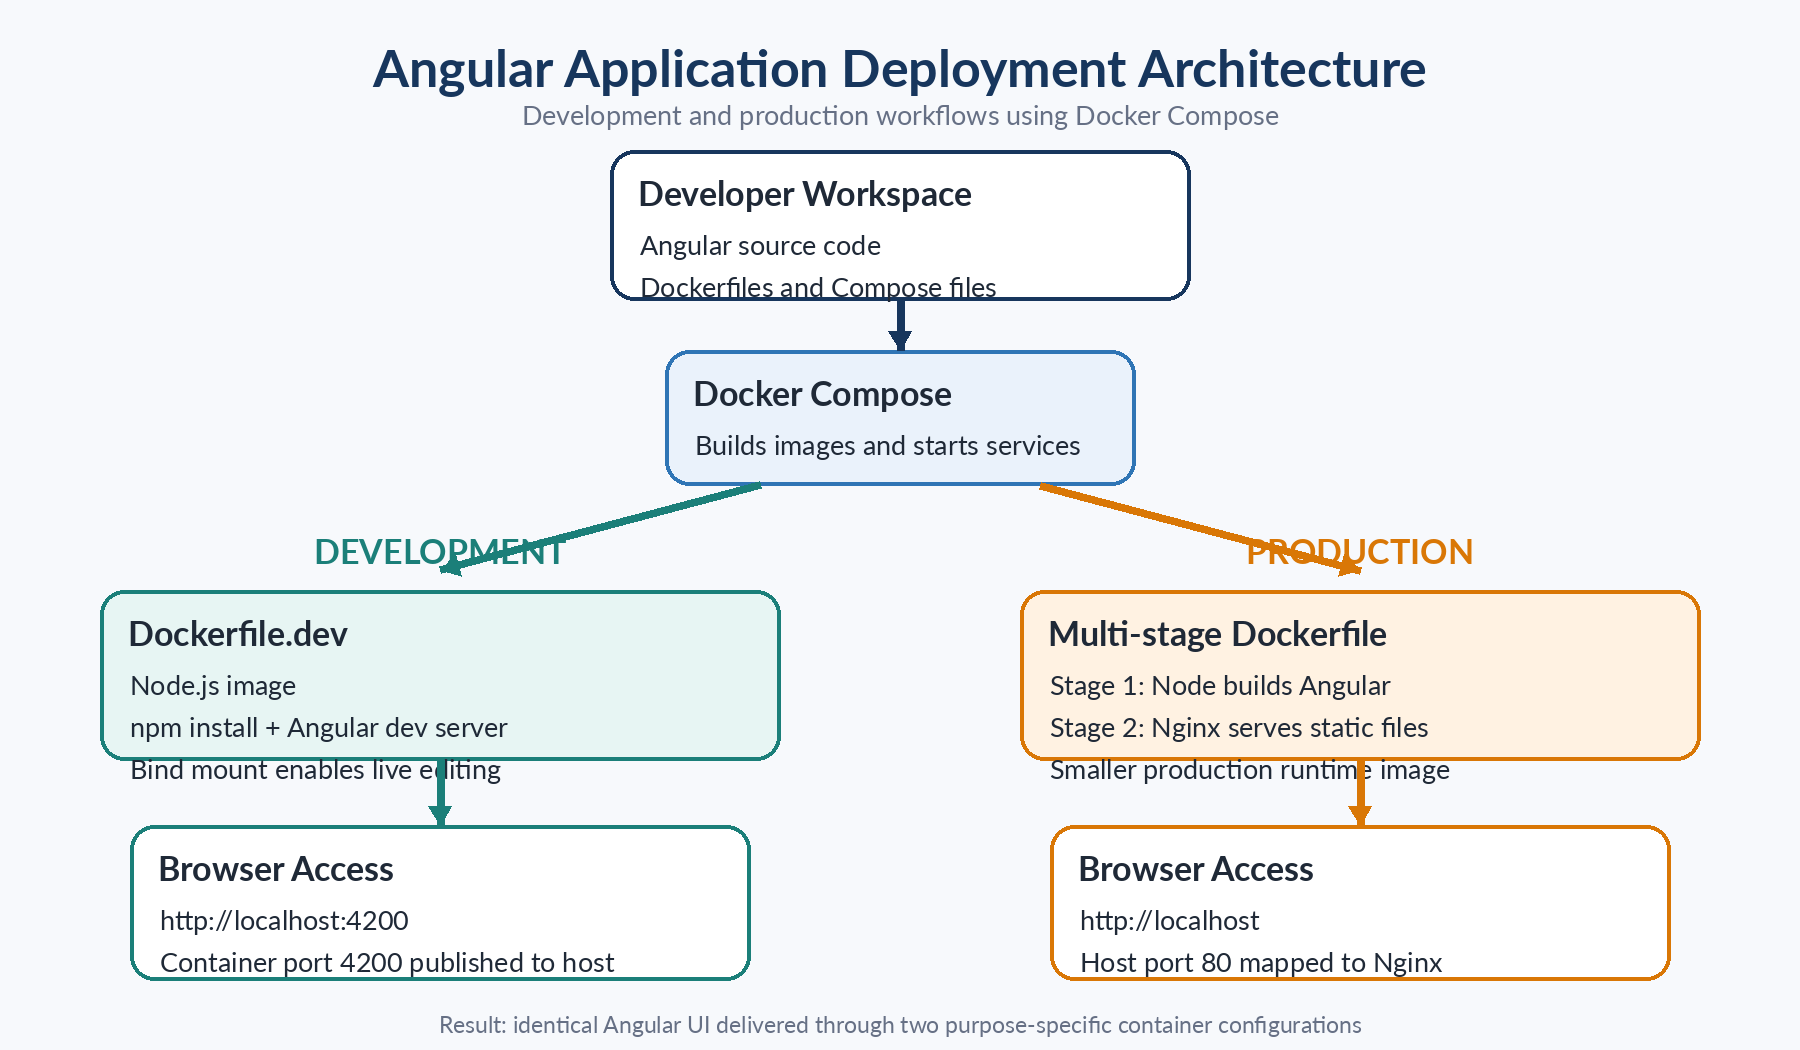 Angular Application Deployment Architecture
Development and production workflows using Docker Compose
Developer Workspace
Angular source code
Dockerfiles and Compose files
Docker Compose
Builds images and starts services
DEVELOPMENT
Dockerfile.dev
Node.js image
npm install + Angular dev server
Bind mount enables live editing
Browser Access
http://localhost:4200
Container port 4200 published to host
PRODUCTION
Multi-stage Dockerfile
Stage 1: Node builds Angular
Stage 2: Nginx serves static files
Smaller production runtime image
Browser Access
http://localhost
Host port 80 mapped to Nginx
Result: identical Angular UI delivered through two purpose-specific container configurations